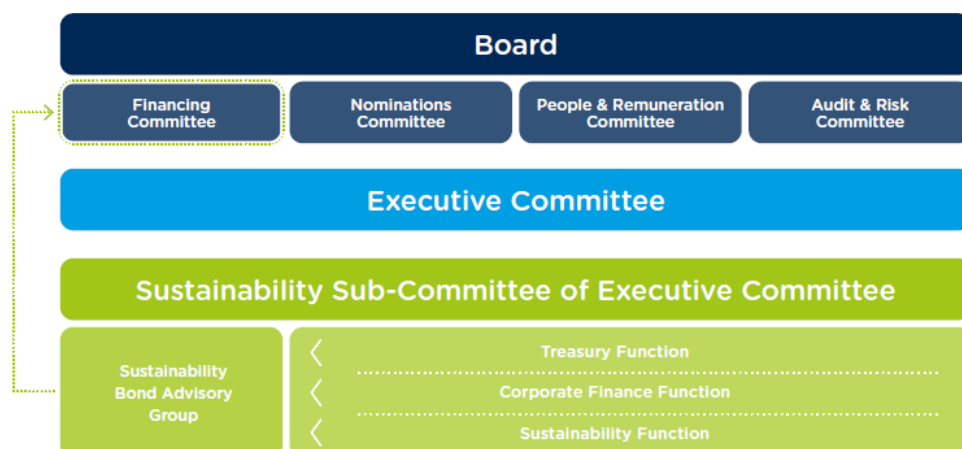 Board
Financing
Committee
Nominations
Committee
People & Remuneration
Committee
Audit & Risk
Committee
Executive Committee
Sustainability Sub-Committee of Executive Committee
Sustainability
Bond Advisory
Group
Treasury Function
Corporate Finance Function
Sustainability Function